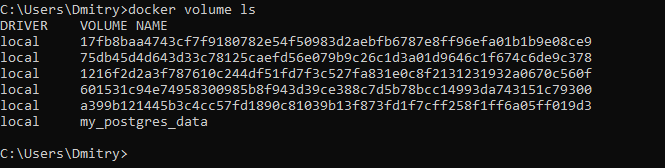 C:\Users\Dmitry>docker volume ls
DRIVER    VOLUME NAME
local     17fb8baa4743cf7f9180782e54f50983d2aebfb6787e8ff96efa01b1b9e08ce9
local     75db45d4d643d33c78125caefd56e079b9c26c1d3a01d9646c1f674c6de9c378
local     1216f2d2a3f787610c244df51fd7f3c527fa831e0c8f2131231932a0670c560f
local     601531c94e74958300985b8f943d39ce388c7d5b78bcc14993da743151c79300
local     a399b121445b3c4cc57fd1890c81039b13f873fd1f7cff258f1ff6a05ff019d3
local     my_postgres_data
C:\Users\Dmitry>